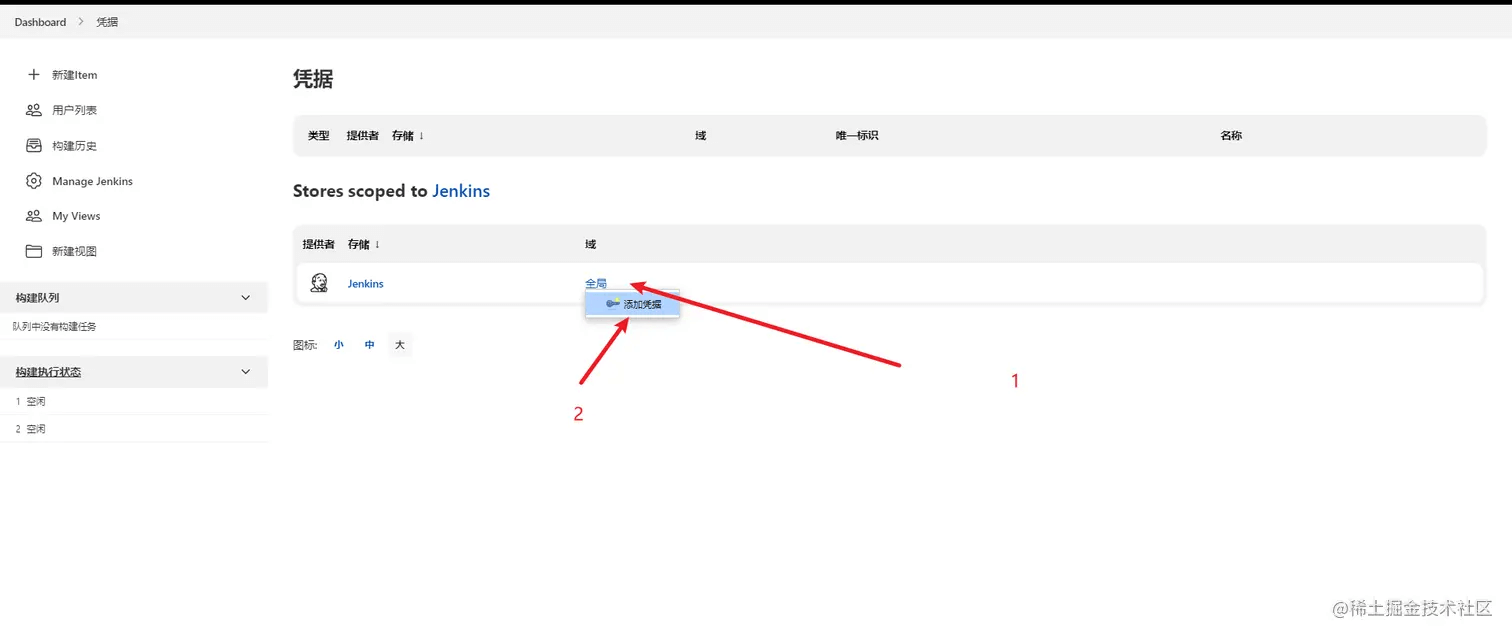 Dashboard > 凭据
新建Item
用户列表
构建历史
Manage Jenkins
My Views
新建视图
构建队列
队列中没有构建任务
构建执行状态
1 空闲
2 空闲
凭据
类型 提供者 存储 ↓ 域 唯一标识 名称
Stores scoped to Jenkins
提供者 存储 ↓ 域
Jenkins 全局
添加凭据
图标: 小 中 大
1
2
@稀土掘金技术社区